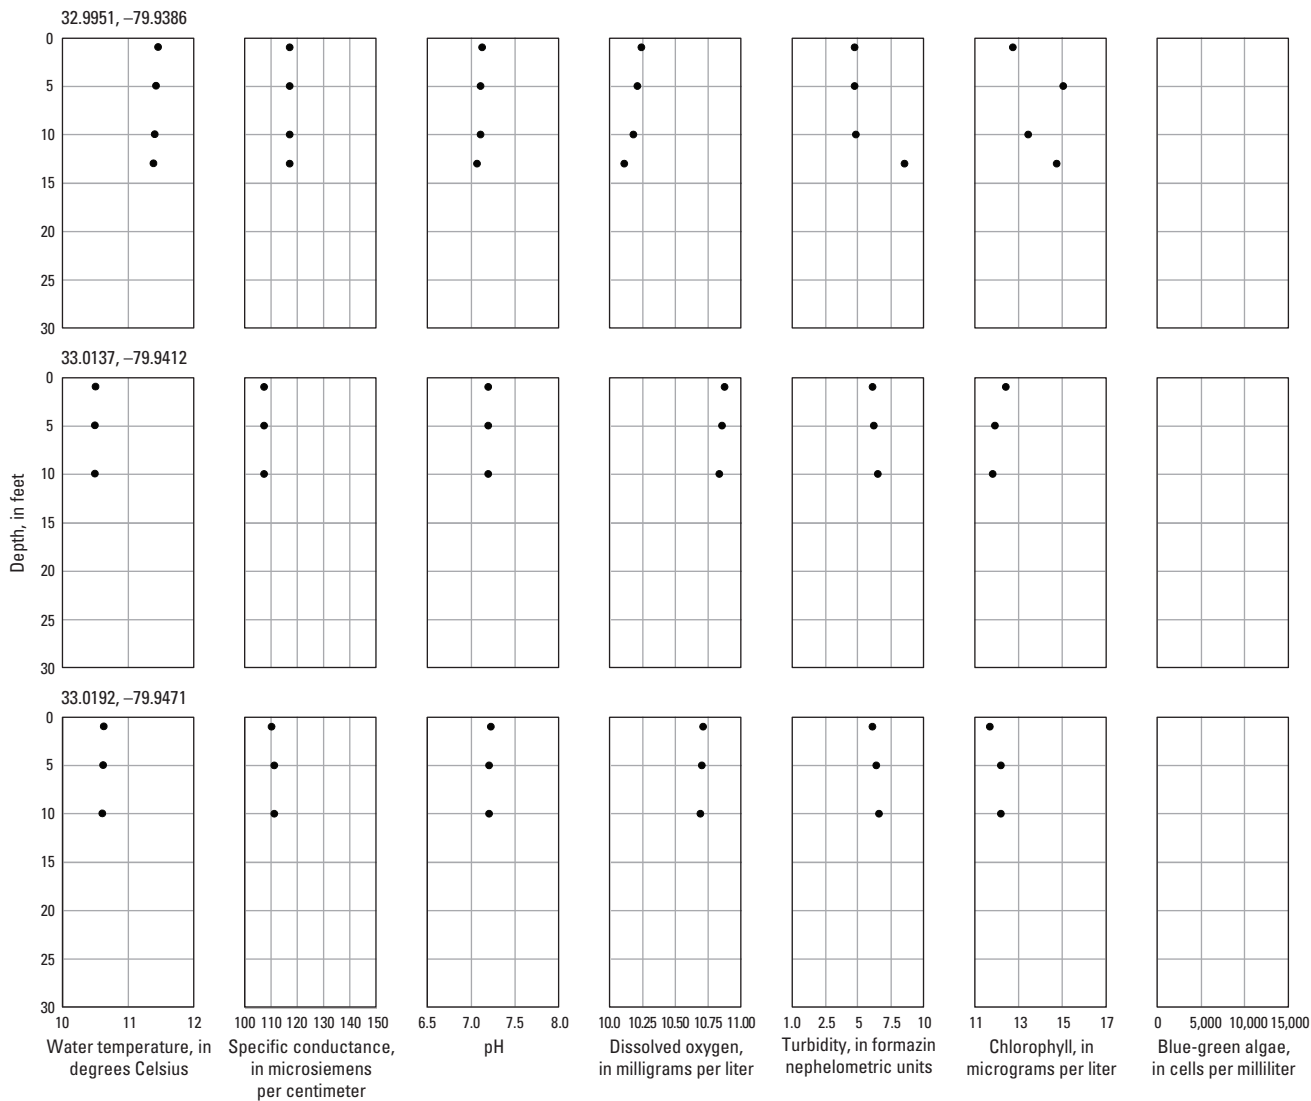 32.9951, –79.9386
0
5
10
15
20
25
30
33.0137, –79.9412
0
5
10
15
20
25
30
Depth, in feet
33.0192, –79.9471
0
5
10
15
20
25
30
10 11 12
100 110 120 130 140 150
6.5 7.0 7.5 8.0
10.0 10.25 10.50 10.75 11.00
1.0 2.5 5 7.5 10
11 13 15 17
0 5,000 10,000 15,000
Water temperature, in
degrees Celsius
Specific conductance,
in microsiemens
per centimeter
pH
Dissolved oxygen,
in milligrams per liter
Turbidity, in formazin
nephelometric units
Chlorophyll, in
micrograms per liter
Blue-green algae,
in cells per milliliter